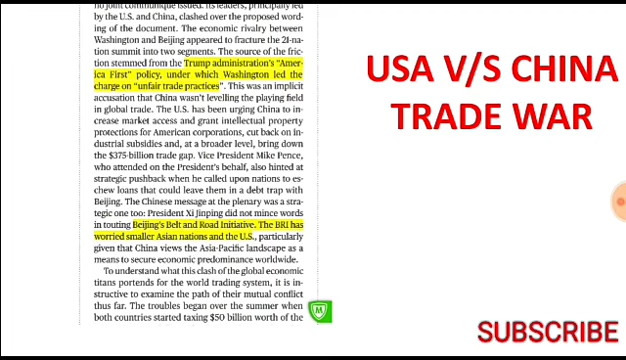 no joint communiqué issued. Its leaders, principally led
by the U.S. and China, clashed over the proposed word-
ing of the document. The economic rivalry between
Washington and Beijing appeared to fracture the 21-na-
tion summit into two segments. The source of the fric-
tion stemmed from the Trump administration's "Amer-
ica First" policy, under which Washington led the
charge on "unfair trade practices". This was an implicit
accusation that China wasn't levelling the playing field
in global trade. The U.S. has been urging China to in-
crease market access and grant intellectual property
protections for American corporations, cut back on in-
dustrial subsidies and, at a broader level, bring down
the $375-billion trade gap. Vice President Mike Pence,
who attended on the President's behalf, also hinted at
strategic pushback when he called upon nations to es-
chew loans that could leave them in a debt trap with
Beijing. The Chinese message at the plenary was a stra-
tegic one too: President Xi Jinping did not mince words
in touting Beijing's Belt and Road Initiative. The BRI has
worried smaller Asian nations and the U.S., particularly
given that China views the Asia-Pacific landscape as a
means to secure economic predominance worldwide.
To understand what this clash of the global economic
titans portends for the world trading system, it is in-
structive to examine the path of their mutual conflict
thus far. The troubles began over the summer when
both countries started taxing $50 billion worth of the
USA V/S CHINA
TRADE WAR
M
SUBSCRIBE